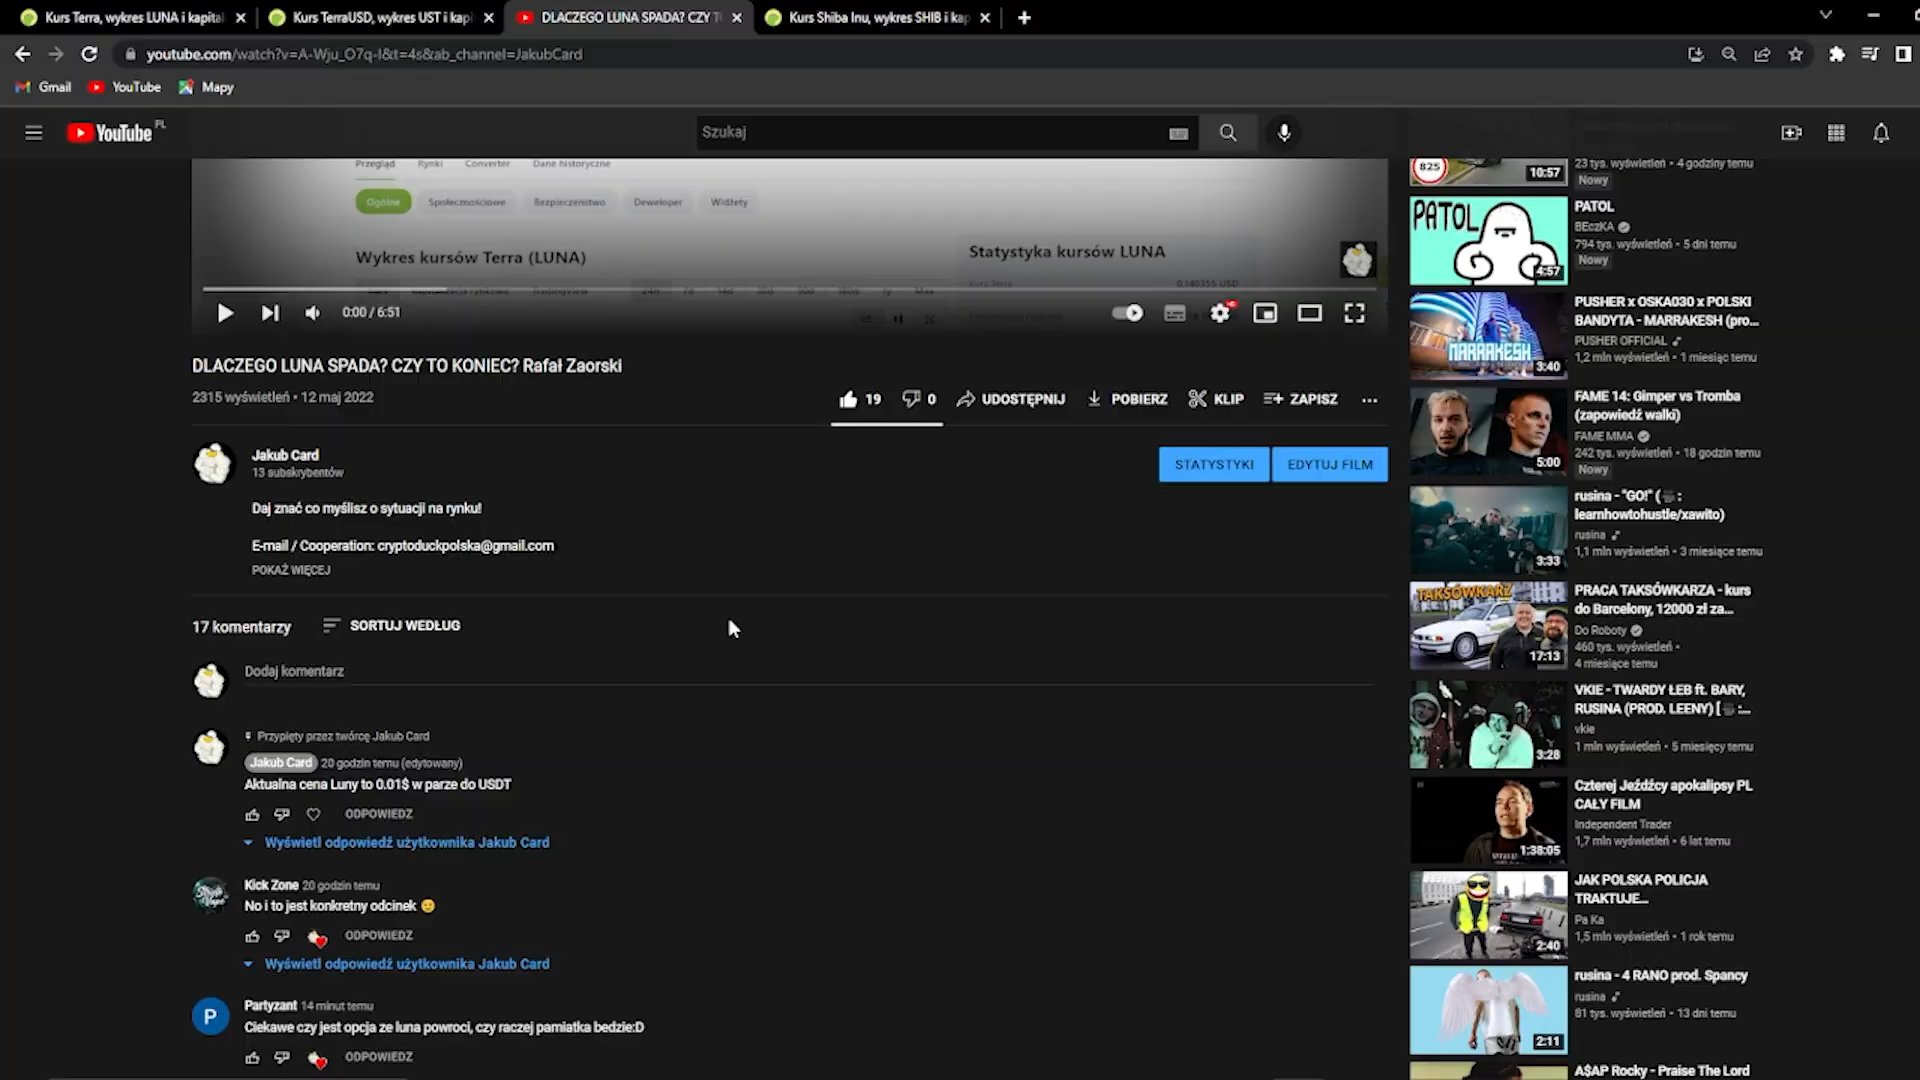 Kurs Terra, wykres LUNA i kapital
Kurs TerraUSD, wykres UST i kapi
DLACZEGO LUNA SPADA? CZY T
Kurs Shiba Inu, wykres SHIB i kap
youtube.com/watch?v=A-Wju_O7q-I&t=4s&ab_channel=JakubCard
Gmail
YouTube
Mapy
YouTube PL
Szukaj
Przegląd
Rynki
Converter
Dane historyczne
Ogólne
Społecznościowe
Bezpieczeństwo
Deweloper
Widżety
Wykres kursów Terra (LUNA)
Statystyka kursów LUNA
0:00 / 6:51
DLACZEGO LUNA SPADA? CZY TO KONIEC? Rafał Zaorski
2315 wyświetleń • 12 maj 2022
19
0
UDOSTĘPNIJ
POBIERZ
KLIP
ZAPISZ
Jakub Card
13 subskrybentów
STATYSTYKI
EDYTUJ FILM
Daj znać co myślisz o sytuacji na rynku!
E-mail / Cooperation: cryptoduckpolska@gmail.com
POKAŻ WIĘCEJ
17 komentarzy
SORTUJ WEDŁUG
Dodaj komentarz
Przypięty przez twórcę Jakub Card
Jakub Card 20 godzin temu (edytowany)
Aktualna cena Luny to 0.01$ w parze do USDT
ODPOWIEDZ
Wyświetl odpowiedź użytkownika Jakub Card
Kick Zone 20 godzin temu
No i to jest konkretny odcinek
ODPOWIEDZ
Wyświetl odpowiedź użytkownika Jakub Card
P
Partyzant 14 minut temu
Ciekawe czy jest opcja ze luna powroci, czy raczej pamiatka bedzie:D
ODPOWIEDZ
825
10:57
23 tys. wyświetleń • 4 godziny temu
Nowy
PATOL
4:57
PATOL
BEczKA
794 tys. wyświetleń • 5 dni temu
Nowy
MARRAKESH
3:40
PUSHER x OSKA030 x POLSKI
BANDYTA - MARRAKESH (pro...
PUSHER OFFICIAL
1,2 mln wyświetleń • 1 miesiąc temu
5:00
FAME 14: Gimper vs Tromba
(zapowiedź walki)
FAME MMA
242 tys. wyświetleń • 18 godzin temu
Nowy
3:33
rusina - "GO!" ( :
learnhowtohustle/xawito)
rusina
1,1 mln wyświetleń • 3 miesiące temu
TAKSÓWKARZ
17:13
PRACA TAKSÓWKARZA - kurs
do Barcelony, 12000 zł za...
Do Roboty
460 tys. wyświetleń •
4 miesiące temu
3:28
VKIE - TWARDY ŁEB ft. BARY,
RUSINA (PROD. LEENY) [ :...
vkie
1 mln wyświetleń • 5 miesięcy temu
1:38:05
Czterej Jeźdźcy apokalipsy PL
CAŁY FILM
Independent Trader
1,7 mln wyświetleń • 6 lat temu
2:40
JAK POLSKA POLICJA
TRAKTUJE...
Pa Ka
1,5 mln wyświetleń • 1 rok temu
2:11
rusina - 4 RANO prod. Spancy
rusina
81 tys. wyświetleń • 13 dni temu
A$AP Rocky - Praise The Lord